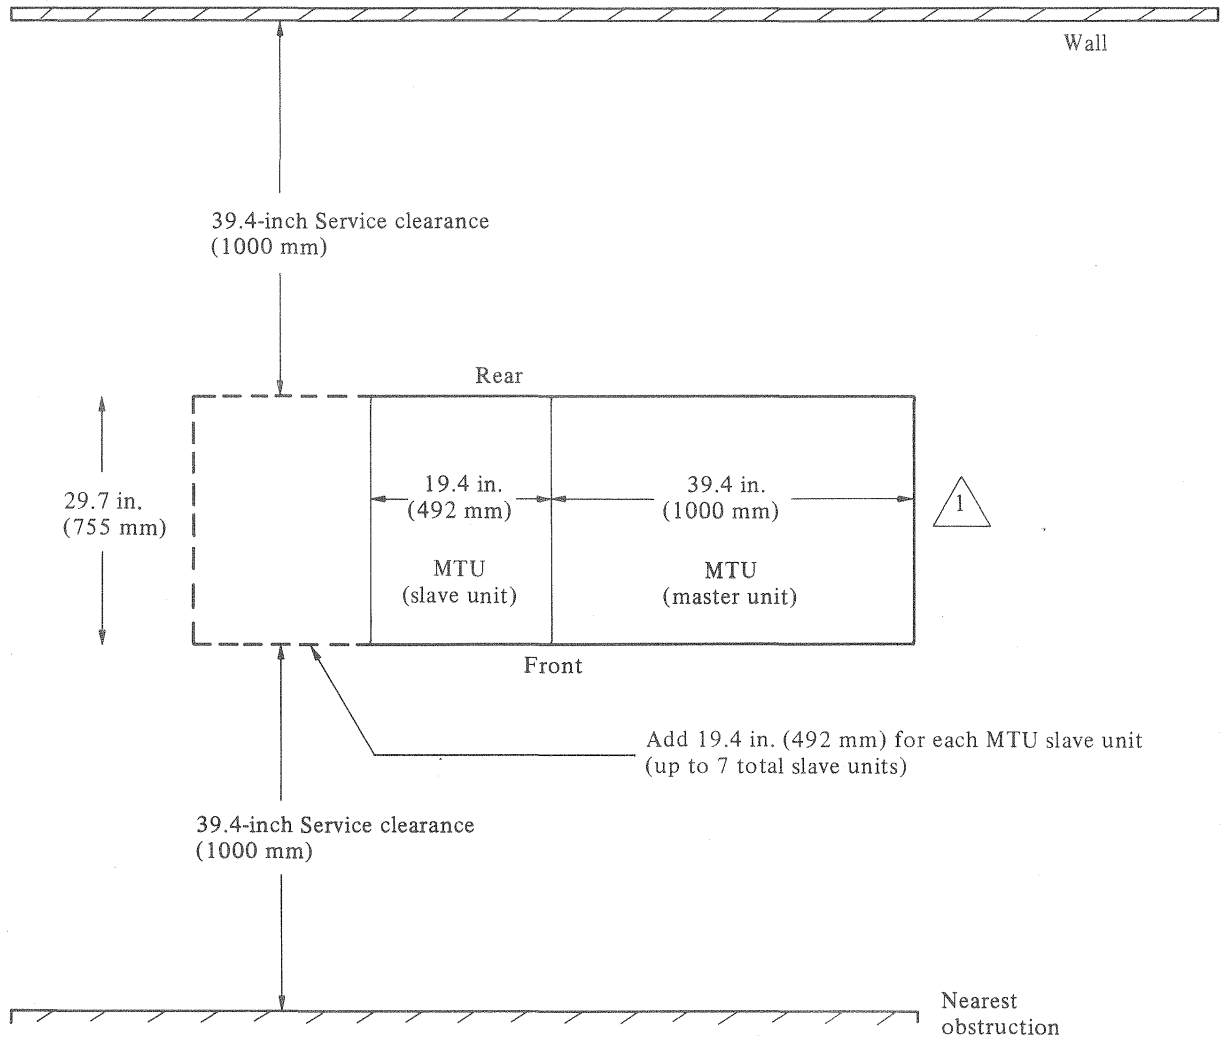 Wall
39.4-inch Service clearance
(1000 mm)
Rear
29.7 in.
(755 mm)
19.4 in.
(492 mm)
39.4 in.
(1000 mm)
1
MTU
(slave unit)
MTU
(master unit)
Front
Add 19.4 in. (492 mm) for each MTU slave unit
(up to 7 total slave units)
39.4-inch Service clearance
(1000 mm)
Nearest
obstruction